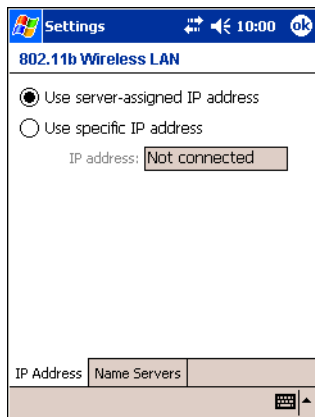 Settings 10:00 ok
802.11b Wireless LAN
Use server-assigned IP address
Use specific IP address
IP address: Not connected
IP Address Name Servers